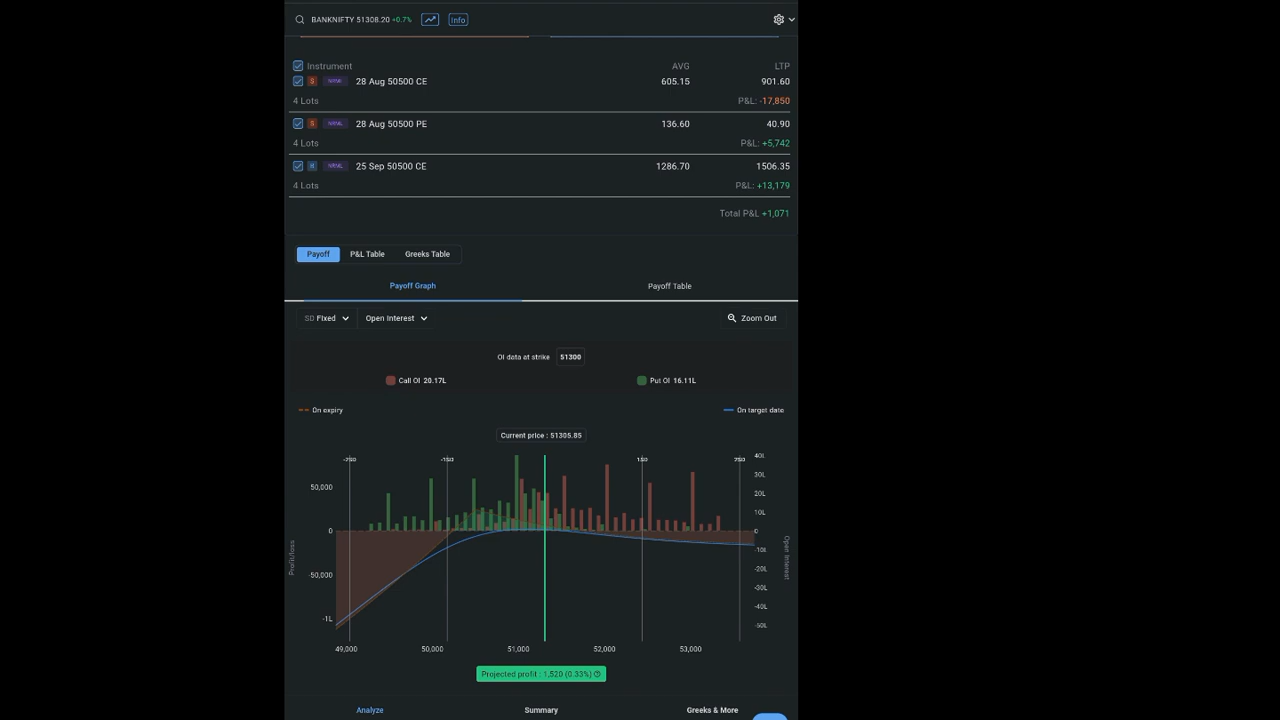 BANKNIFTY 51308.20 +0.7% Info
Instrument AVG LTP
S NRML 28 Aug 50500 CE 605.15 901.60
4 Lots P&L: -17,850
S NRML 28 Aug 50500 PE 136.60 40.90
4 Lots P&L: +5,742
B NRML 25 Sep 50500 CE 1286.70 1506.35
4 Lots P&L: +13,179
Total P&L +1,071
Payoff P&L Table Greeks Table
Payoff Graph Payoff Table
SD Fixed Open Interest Zoom Out
OI data at strike 51300
Call OI 20.17L Put OI 16.11L
On expiry On target date
Current price : 51305.85
40L
30L
50,000 20L
10L
0 0
-10L
-20L
-50,000
-30L
-40L
-1L
-50L
Profit/loss
Open Interest
49,000 50,000 51,000 52,000 53,000
Projected profit : 1,520 (0.33%)
Analyze Summary Greeks & More